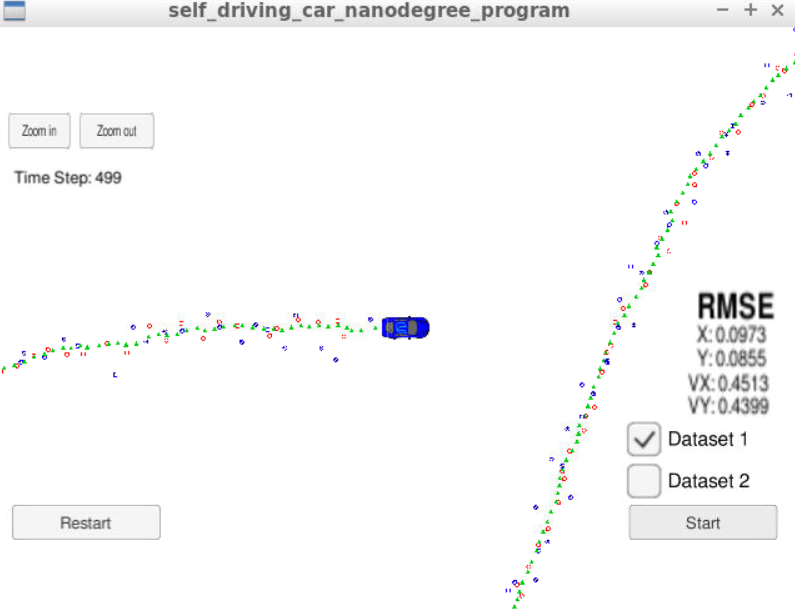 self_driving_car_nanodegree_program
Zoom in
Zoom out
Time Step: 499
RMSE
X: 0.0973
Y: 0.0855
VX: 0.4513
VY: 0.4399
Dataset 1
Dataset 2
Restart
Start